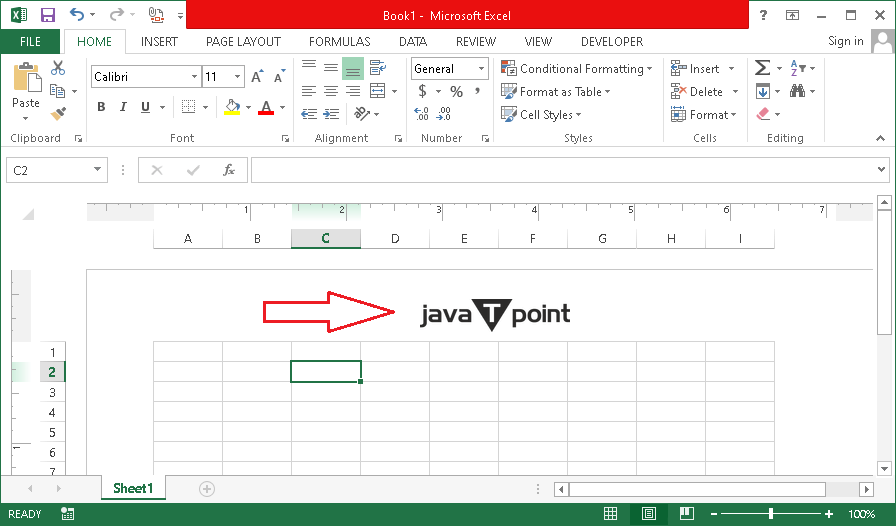 Book1 - Microsoft Excel
?
FILE HOME INSERT PAGE LAYOUT FORMULAS DATA REVIEW VIEW DEVELOPER Sign in
Paste
Calibri 11
B I U A
General
$ % ,
Conditional Formatting
Format as Table
Cell Styles
Insert
Delete
Format
Clipboard Font Alignment Number Styles Cells Editing
C2 fx
1 2 3 4 5 6 7
A B C D E F G H I
javaTpoint
1
2
3
4
5
6
7
1
Sheet1
READY 100%